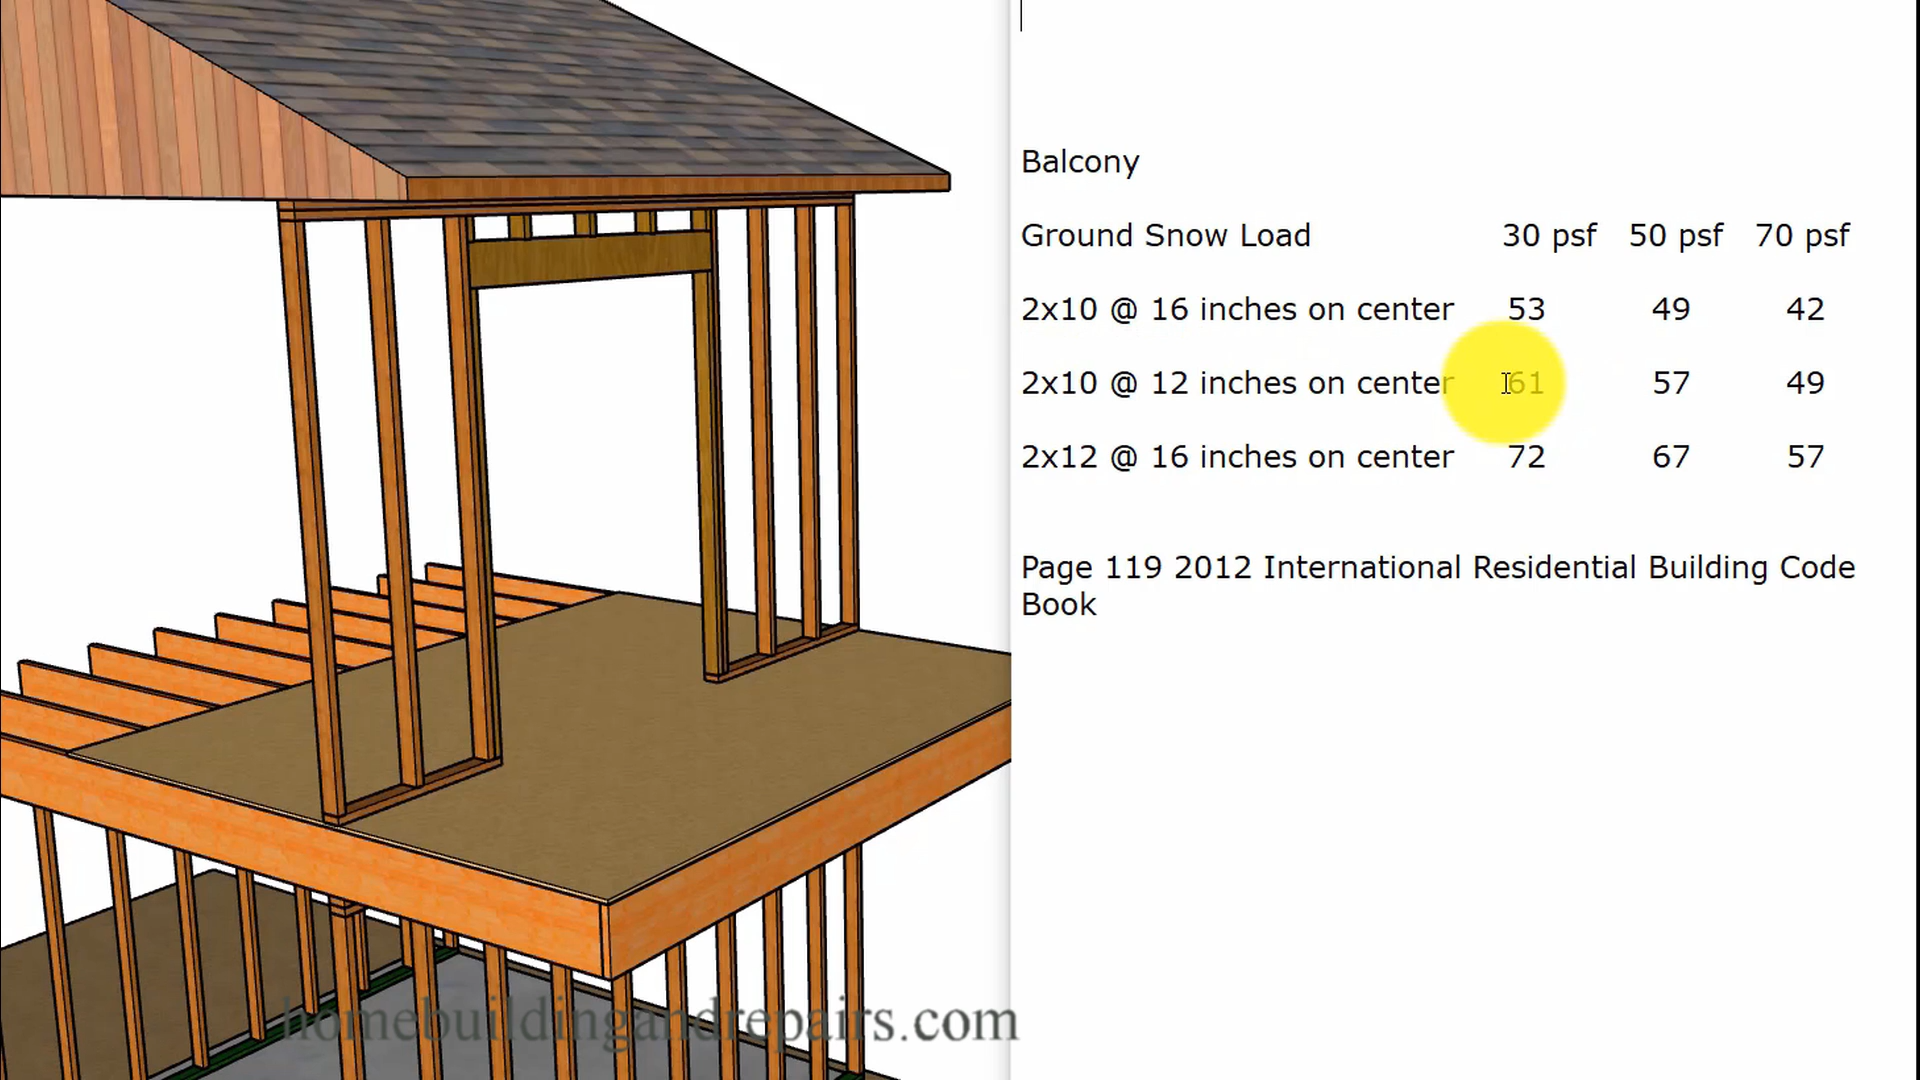 Balcony
Ground Snow Load 30 psf 50 psf 70 psf
2x10 @ 16 inches on center 53 49 42
2x10 @ 12 inches on center 61 57 49
2x12 @ 16 inches on center 72 67 57
Page 119 2012 International Residential Building Code
Book
homebuildingandrepairs.com